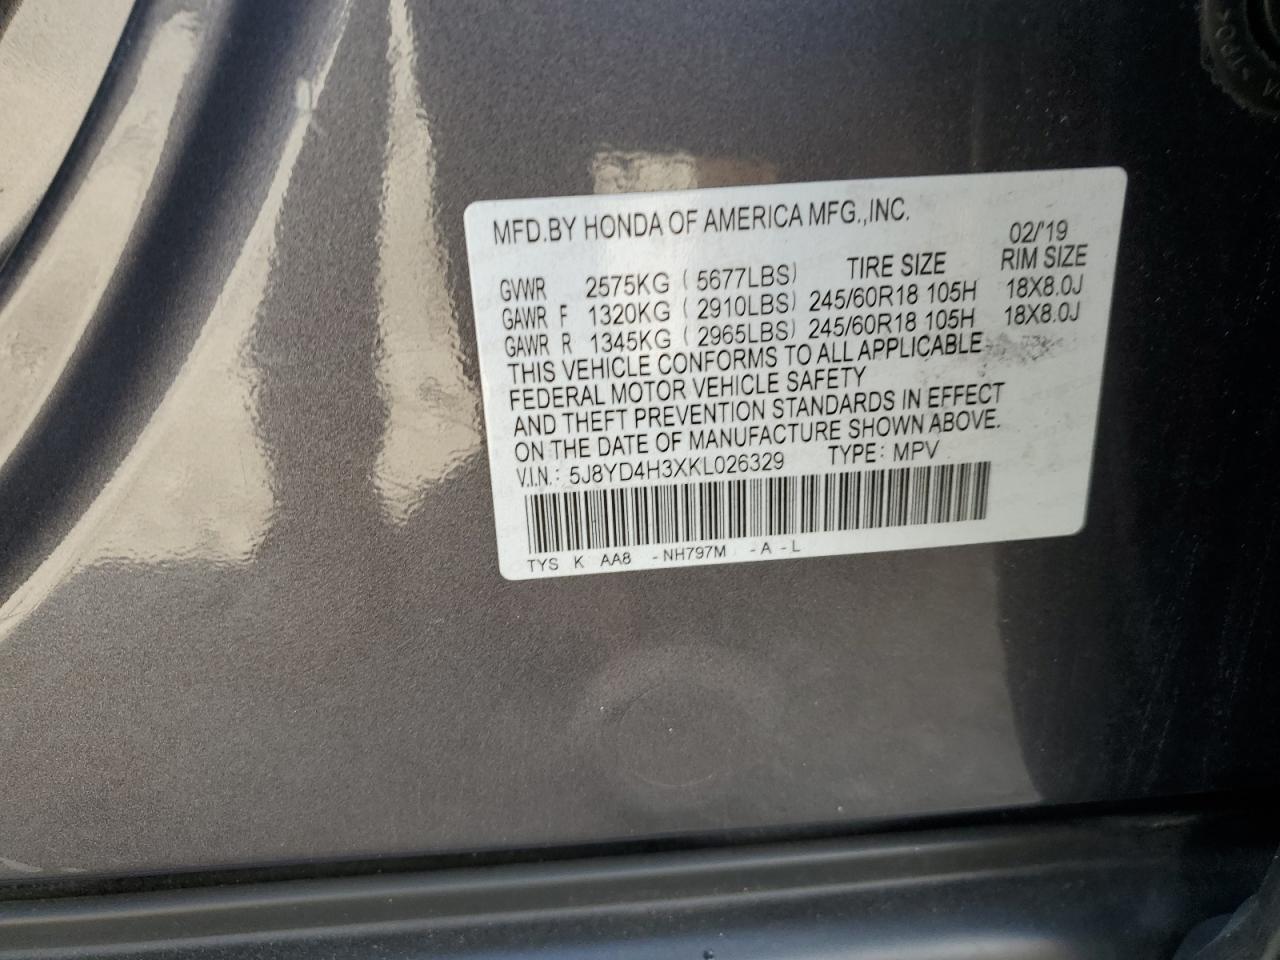 MFD.BY HONDA OF AMERICA MFG.,INC. 02/'19
TIRE SIZE RIM SIZE
GVWR 2575KG ( 5677LBS)
GAWR F 1320KG ( 2910LBS) 245/60R18 105H 18X8.0J
GAWR R 1345KG ( 2965LBS) 245/60R18 105H 18X8.0J
THIS VEHICLE CONFORMS TO ALL APPLICABLE
FEDERAL MOTOR VEHICLE SAFETY
AND THEFT PREVENTION STANDARDS IN EFFECT
ON THE DATE OF MANUFACTURE SHOWN ABOVE.
V.I.N.: 5J8YD4H3XKL026329 TYPE: MPV
TYS K AA8 -NH797M -A -L